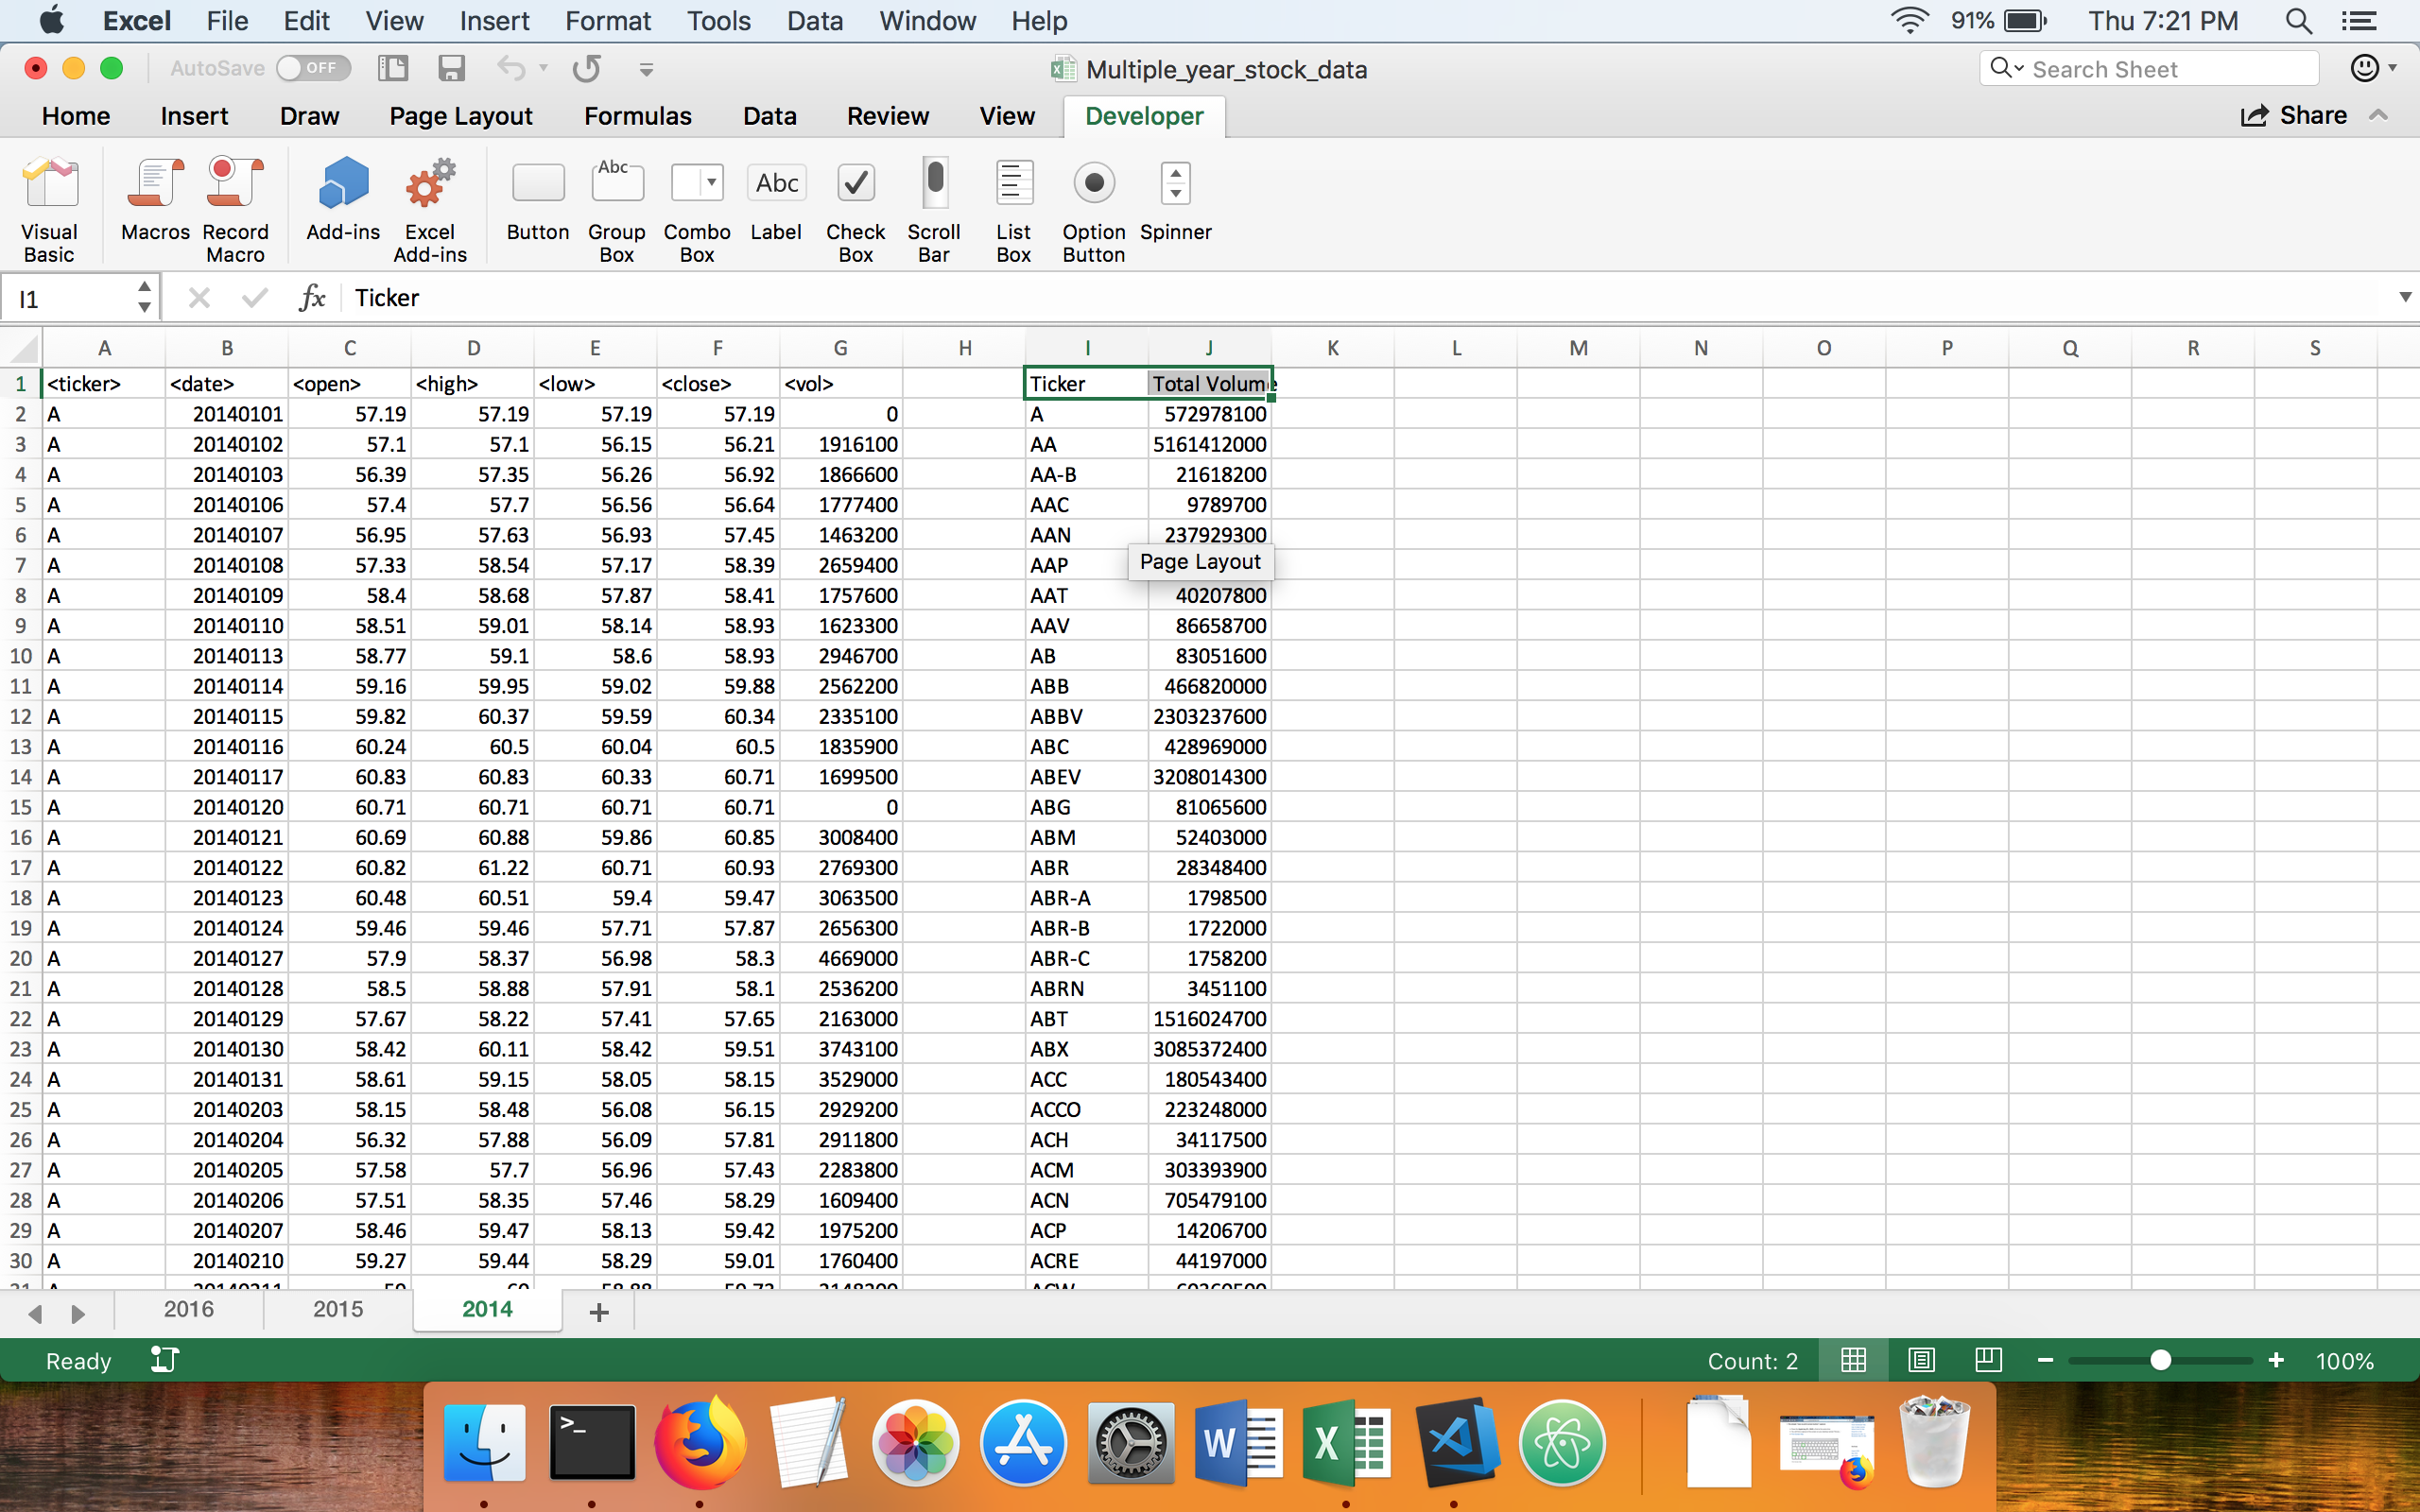 Excel File Edit View Insert Format Tools Data Window Help 91% Thu 7:21 PM
AutoSave OFF Multiple_year_stock_data Search Sheet
Home Insert Draw Page Layout Formulas Data Review View Developer Share
Abc Abc
Visual Basic Macros Record Macro Add-ins Excel Add-ins Button Group Box Combo Box Label Check Box Scroll Bar List Box Option Button Spinner
I1 fx Ticker
A B C D E F G H I J K L M N O P Q R S
1 <ticker> <date> <open> <high> <low> <close> <vol> Ticker Total Volume
2 A 20140101 57.19 57.19 57.19 57.19 0 A 572978100
3 A 20140102 57.1 57.1 56.15 56.21 1916100 AA 5161412000
4 A 20140103 56.39 57.35 56.26 56.92 1866600 AA-B 21618200
5 A 20140106 57.4 57.7 56.56 56.64 1777400 AAC 9789700
6 A 20140107 56.95 57.63 56.93 57.45 1463200 AAN 237929300
7 A 20140108 57.33 58.54 57.17 58.39 2659400 AAP Page Layout
8 A 20140109 58.4 58.68 57.87 58.41 1757600 AAT 40207800
9 A 20140110 58.51 59.01 58.14 58.93 1623300 AAV 86658700
10 A 20140113 58.77 59.1 58.6 58.93 2946700 AB 83051600
11 A 20140114 59.16 59.95 59.02 59.88 2562200 ABB 466820000
12 A 20140115 59.82 60.37 59.59 60.34 2335100 ABBV 2303237600
13 A 20140116 60.24 60.5 60.04 60.5 1835900 ABC 428969000
14 A 20140117 60.83 60.83 60.33 60.71 1699500 ABEV 3208014300
15 A 20140120 60.71 60.71 60.71 60.71 0 ABG 81065600
16 A 20140121 60.69 60.88 59.86 60.85 3008400 ABM 52403000
17 A 20140122 60.82 61.22 60.71 60.93 2769300 ABR 28348400
18 A 20140123 60.48 60.51 59.4 59.47 3063500 ABR-A 1798500
19 A 20140124 59.46 59.46 57.71 57.87 2656300 ABR-B 1722000
20 A 20140127 57.9 58.37 56.98 58.3 4669000 ABR-C 1758200
21 A 20140128 58.5 58.88 57.91 58.1 2536200 ABRN 3451100
22 A 20140129 57.67 58.22 57.41 57.65 2163000 ABT 1516024700
23 A 20140130 58.42 60.11 58.42 59.51 3743100 ABX 3085372400
24 A 20140131 58.61 59.15 58.05 58.15 3529000 ACC 180543400
25 A 20140203 58.15 58.48 56.08 56.15 2929200 ACCO 223248000
26 A 20140204 56.32 57.88 56.09 57.81 2911800 ACH 34117500
27 A 20140205 57.58 57.7 56.96 57.43 2283800 ACM 303393900
28 A 20140206 57.51 58.35 57.46 58.29 1609400 ACN 705479100
29 A 20140207 58.46 59.47 58.13 59.42 1975200 ACP 14206700
30 A 20140210 59.27 59.44 58.29 59.01 1760400 ACRE 44197000
2016 2015 2014
Ready Count: 2 100%